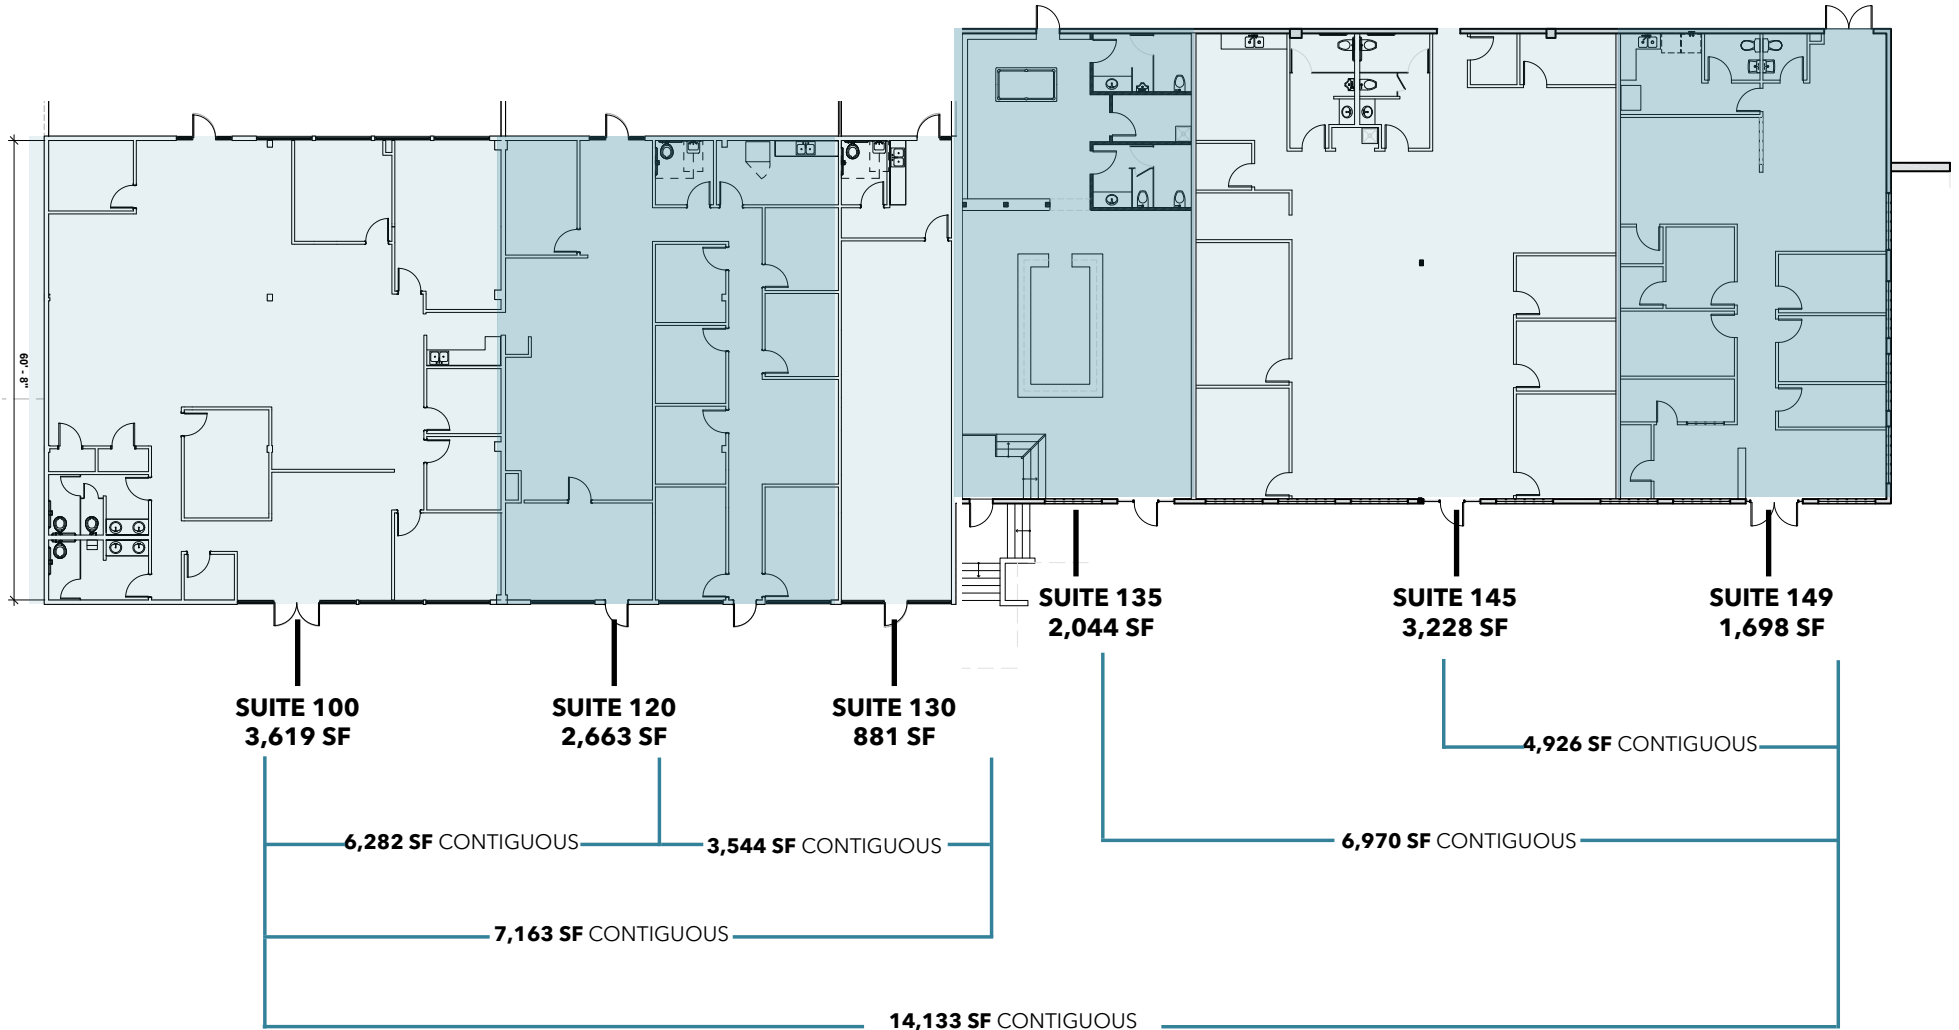 60' - 8"
SUITE 135
2,044 SF
SUITE 145
3,228 SF
SUITE 149
1,698 SF
SUITE 100
3,619 SF
SUITE 120
2,663 SF
SUITE 130
881 SF
4,926 SF CONTIGUOUS
6,282 SF CONTIGUOUS
3,544 SF CONTIGUOUS
6,970 SF CONTIGUOUS
7,163 SF CONTIGUOUS
14,133 SF CONTIGUOUS